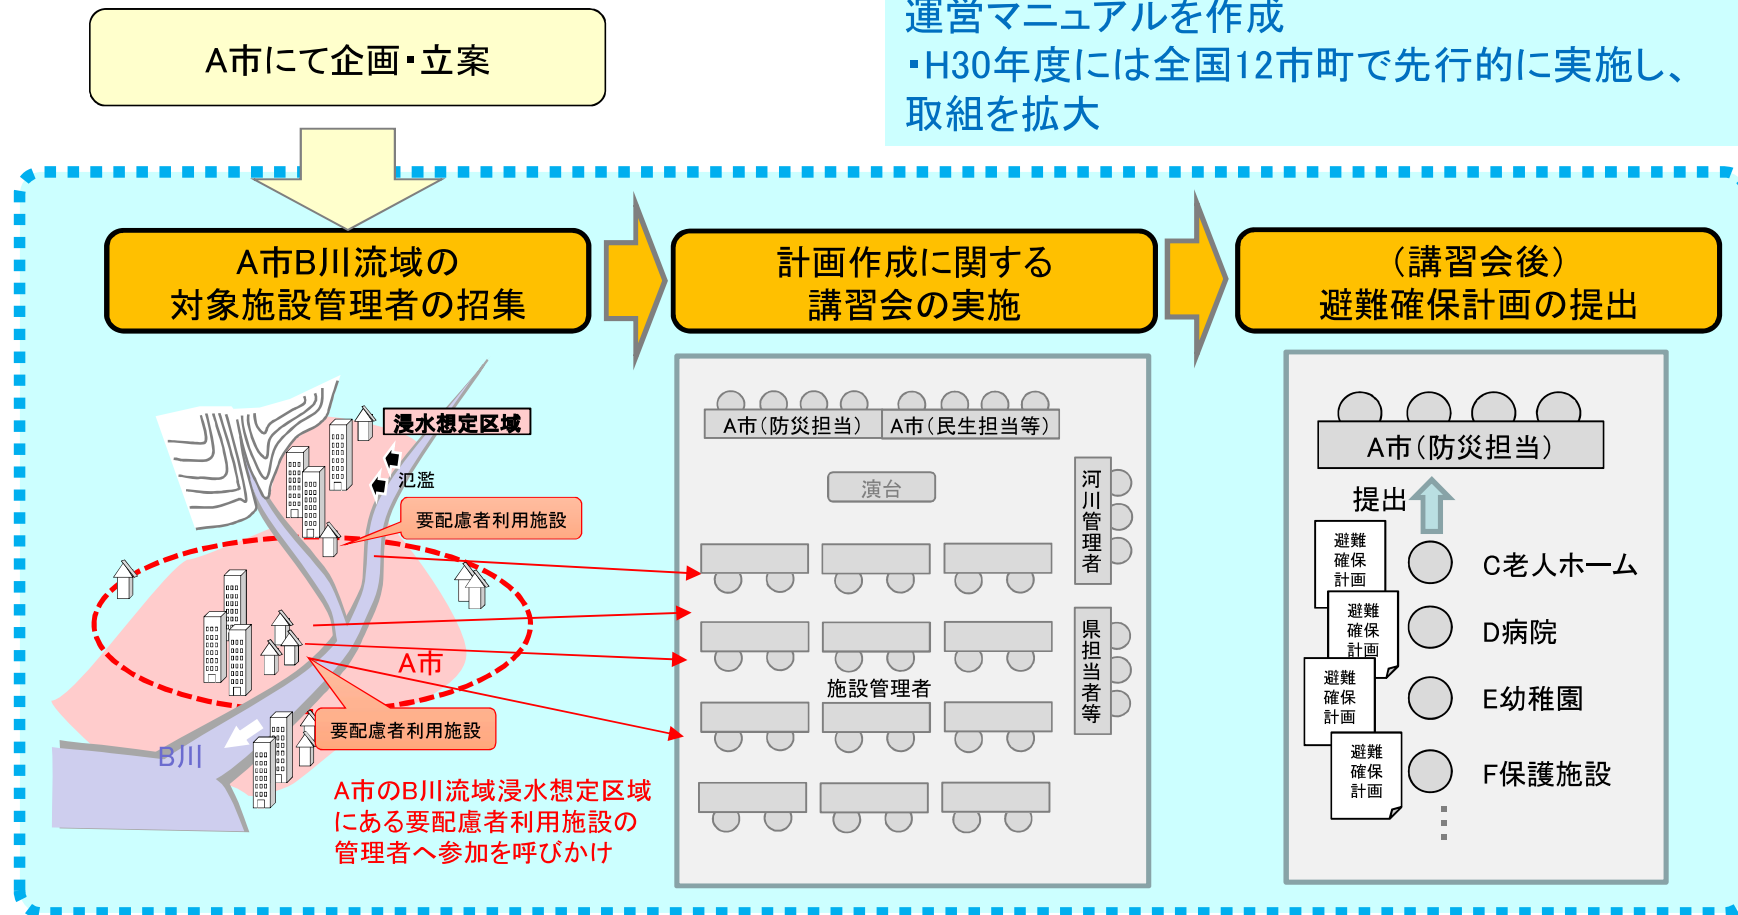 運営マニュアルを作成
・H30年度には全国12市町で先行的に実施し、
取組を拡大
A市にて企画・立案
A市B川流域の
対象施設管理者の招集
計画作成に関する
講習会の実施
（講習会後）
避難確保計画の提出
浸水想定区域
氾濫
要配慮者利用施設
A市
要配慮者利用施設
B川
A市のB川流域浸水想定区域
にある要配慮者利用施設の
管理者へ参加を呼びかけ
A市（防災担当）
A市（民生担当等）
演台
河川管理者
県担当者等
施設管理者
A市（防災担当）
提出
避難
確保
計画
C老人ホーム
避難
確保
計画
D病院
避難
確保
計画
E幼稚園
避難
確保
計画
F保護施設